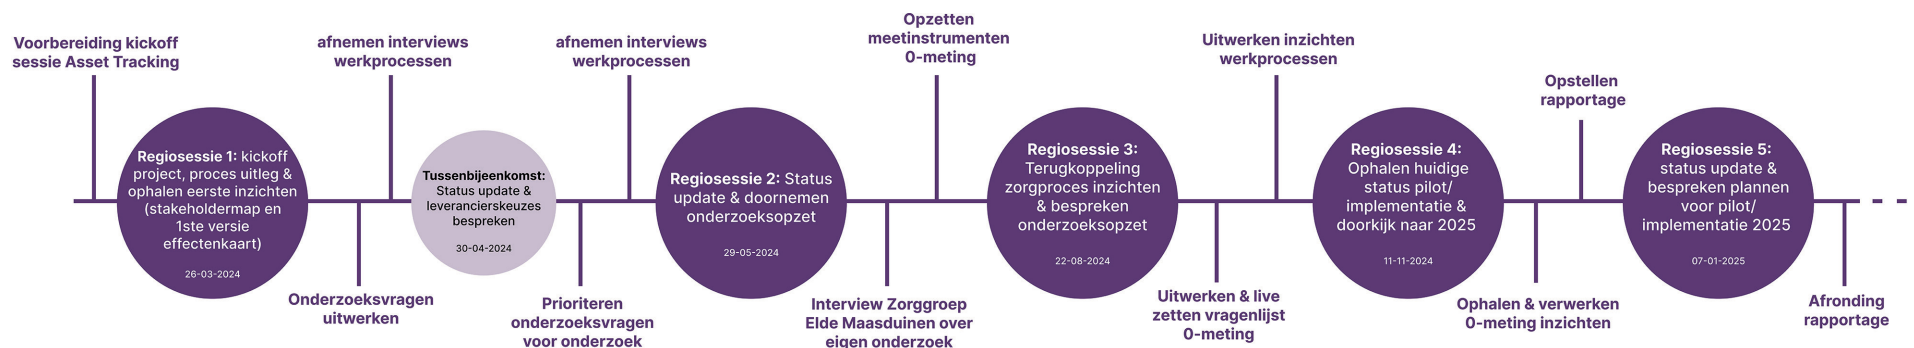 Voorbereiding kickoff
sessie Asset Tracking
Regiosessie 1: kickoff
project, proces uitleg &
ophalen eerste inzichten
(stakeholdermap en
1ste versie
effectenkaart)
26-03-2024
Onderzoeksvragen
uitwerken
afnemen interviews
werkprocessen
Tussenbijeenkomst:
Status update &
leverancierskeuzes
bespreken
30-04-2024
Prioriteren
onderzoeksvragen
voor onderzoek
afnemen interviews
werkprocessen
Regiosessie 2: Status
update & doornemen
onderzoeksopzet
29-05-2024
Interview Zorggroep
Elde Maasduinen over
eigen onderzoek
Opzetten
meetinstrumenten
0-meting
Regiosessie 3:
Terugkoppeling
zorgproces inzichten
& bespreken
onderzoeksopzet
22-08-2024
Uitwerken & live
zetten vragenlijst
0-meting
Uitwerken inzichten
werkprocessen
Regiosessie 4:
Ophalen huidige
status pilot/
implementatie &
doorkijk naar 2025
11-11-2024
Ophalen & verwerken
0-meting inzichten
Opstellen
rapportage
Regiosessie 5:
status update &
bespreken plannen
voor pilot/
implementatie 2025
07-01-2025
Afronding
rapportage